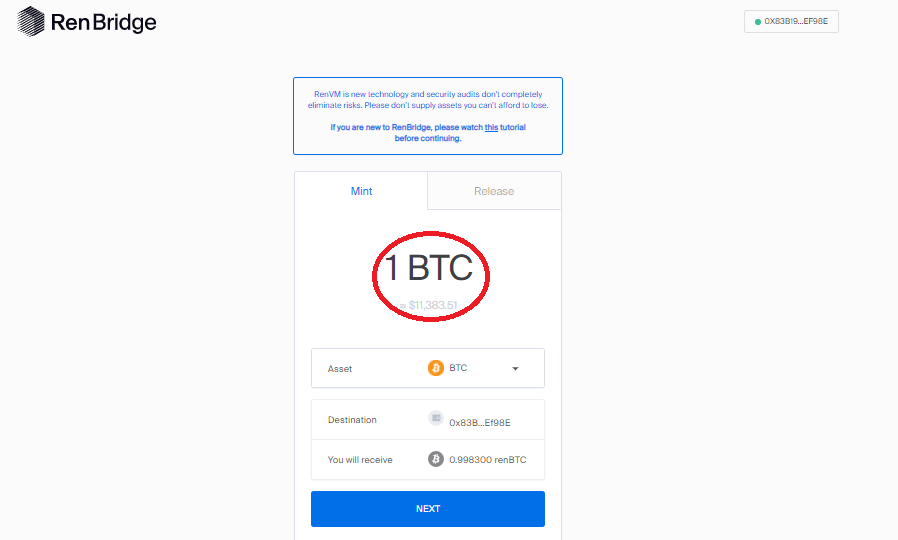 Ren Bridge
0X83B19...EF98E
RenVM is new technology and security audits don't completely
eliminate risks. Please don't supply assets you can't afford to lose.
If you are new to RenBridge, please watch this tutorial
before continuing.
Mint
Release
1 BTC
≈ $11,383.51
Asset
BTC
Destination
0x83B...Ef98E
You will receive
0.998300 renBTC
NEXT